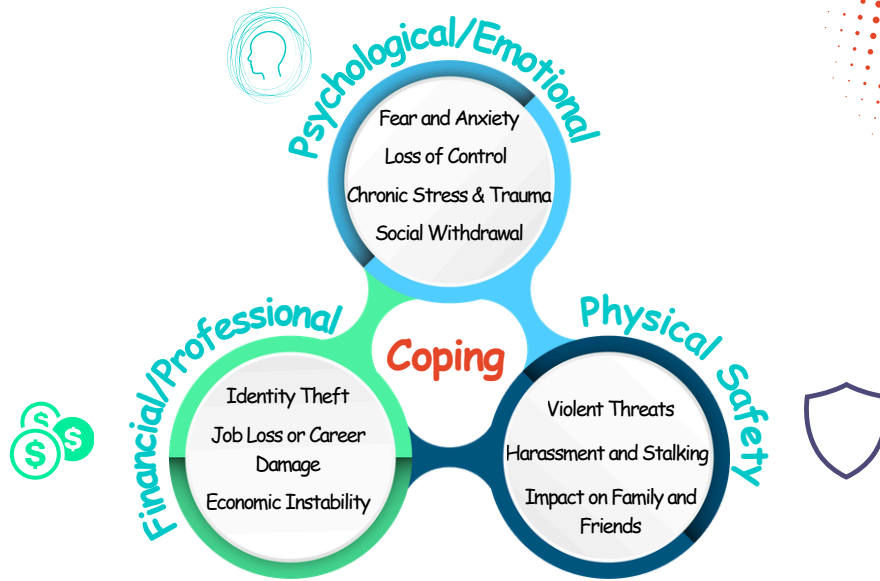 Psychological/Emotional
Fear and Anxiety
Loss of Control
Chronic Stress & Trauma
Social Withdrawal
Coping
Financial/Professional
Identity Theft
Job Loss or Career
Damage
Economic Instability
Physical Safety
Violent Threats
Harassment and Stalking
Impact on Family and
Friends
$
$
$